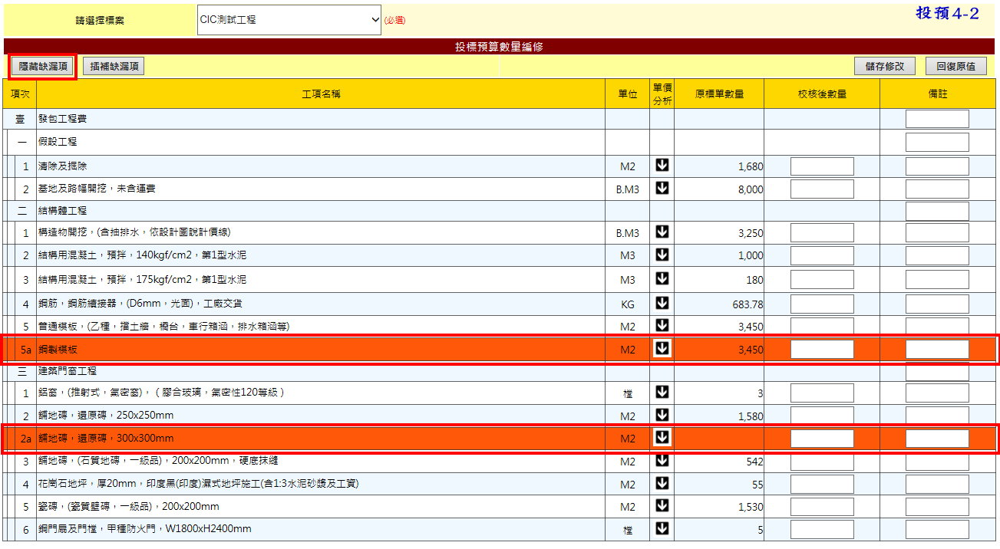 請選擇標案 CIC測試工程 (必選) 投預4-2
投標預算數量編修
隱藏缺漏項 插補缺漏項 儲存修改 回復原值
項次 工項名稱 單位 單價分析 原標單數量 校核後數量 備註
壹 發包工程費
一 假設工程
1 清除及掘除 M2 1,680
2 基地及路幅開挖，未含運費 B.M3 8,000
二 結構體工程
1 構造物開挖，(含抽排水，依設計圖說計價線) B.M3 3,250
2 結構用混凝土，預拌，140kgf/cm2，第1型水泥 M3 1,000
3 結構用混凝土，預拌，175kgf/cm2，第1型水泥 M3 180
4 鋼筋，鋼筋續接器，(D6mm，光面)，工廠交貨 KG 683.78
5 普通模板，(乙種，擋土牆，橋台，車行箱涵，排水箱涵等) M2 3,450
5a 鋼製模板 M2 3,450
三 建築門窗工程
1 鋁窗，(推射式，氣密窗)，（膠合玻璃，氣密性120等級） 樘 3
2 舖地磚，還原磚，250x250mm M2 1,580
2a 舖地磚，還原磚，300x300mm M2
3 舖地磚，(石質地磚，一級品)，200x200mm，硬底抹縫 M2 542
4 花崗石地坪，厚20mm，印度黑(印度)濕式地坪施工(含1:3水泥砂漿及工資) M2 55
5 瓷磚，(瓷質壁磚，一級品)，200x200mm M2 1,530
6 鋼門扇及門樘，甲種防火門，W1800xH2400mm 樘 5